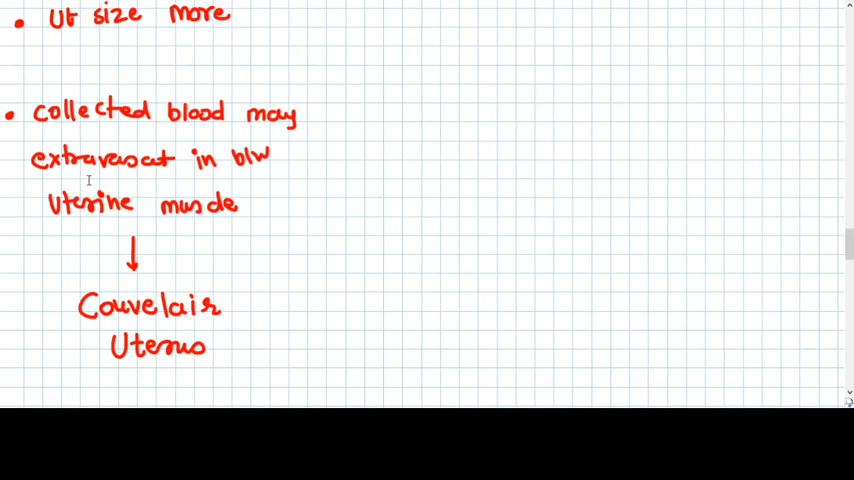 • Ut size more
• Collected blood may
extravasat in b/w
Uterine muscle
↓
Couvelair
Uterus